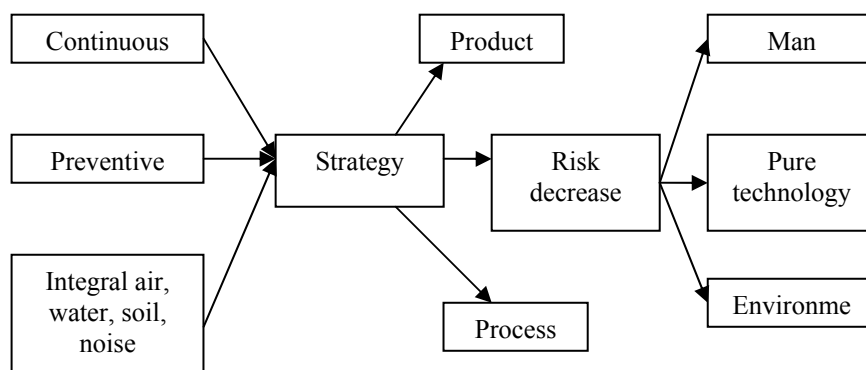 Continuous
Product
Man
Preventive
Strategy
Risk
decrease
Pure
technology
Integral air,
water, soil,
noise
Process
Environme